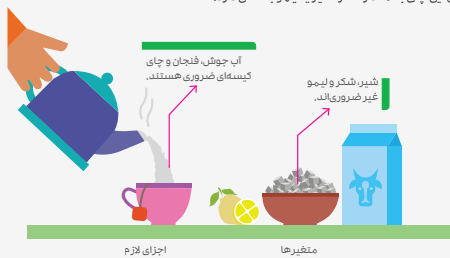 آب جوش، فنجان و چای
کیسه‌ای ضروری هستند.
شیر، شکر و لیمو
غیر ضروری‌اند.
متغیرها
اجزای لازم